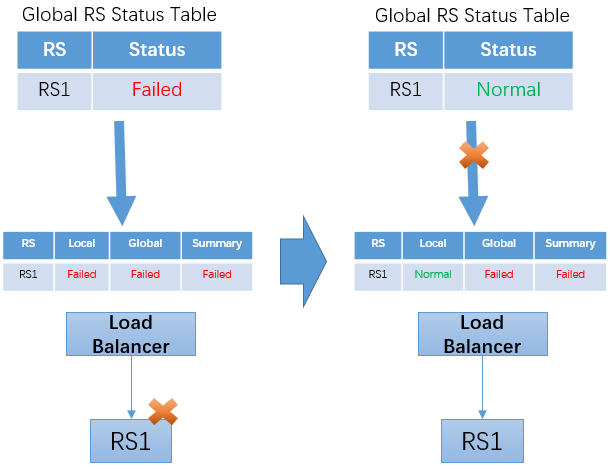 Global RS Status Table
RS Status
RS1 Failed
RS Local Global Summary
RS1 Failed Failed Failed
Load
Balancer
RS1
Global RS Status Table
RS Status
RS1 Normal
RS Local Global Summary
RS1 Normal Failed Failed
Load
Balancer
RS1